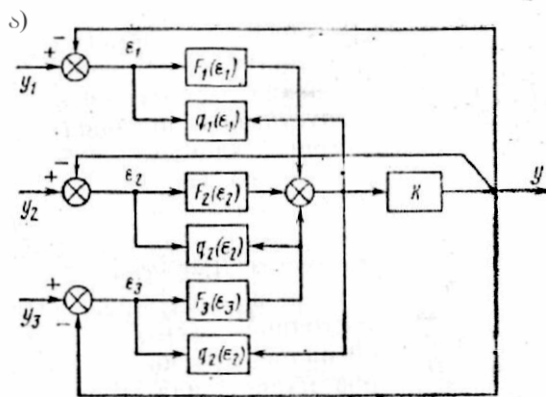 б)
+ −
ε₁
F₁(ε₁)
y₁
q₁(ε₁)
+ −
ε₂
F₂(ε₂)
K
y
y₂
q₂(ε₂)
+
ε₃
F₃(ε₃)
y₃
−
q₂(ε₂)